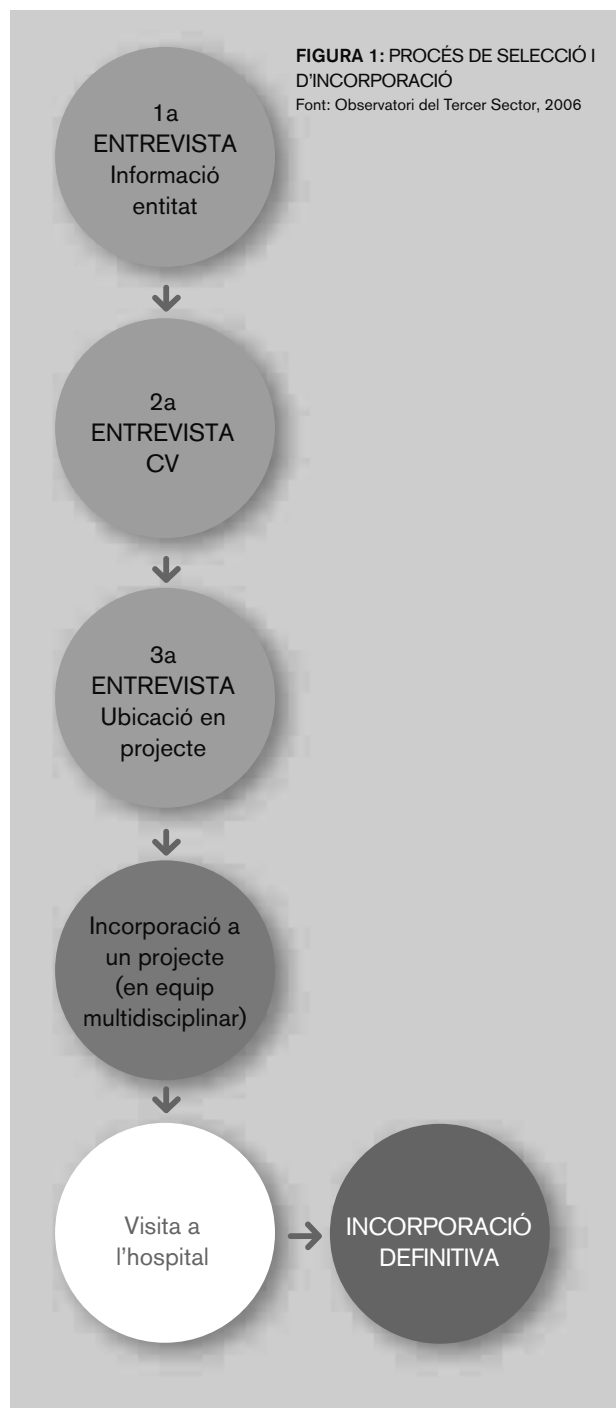 FIGURA 1: PROCÉS DE SELECCIÓ I
D'INCORPORACIÓ
Font: Observatori del Tercer Sector, 2006
1a
ENTREVISTA
Informació
entitat
2a
ENTREVISTA
CV
3a
ENTREVISTA
Ubicació en
projecte
Incorporació a
un projecte
(en equip
multidisciplinar)
Visita a
l'hospital
INCORPORACIÓ
DEFINITIVA